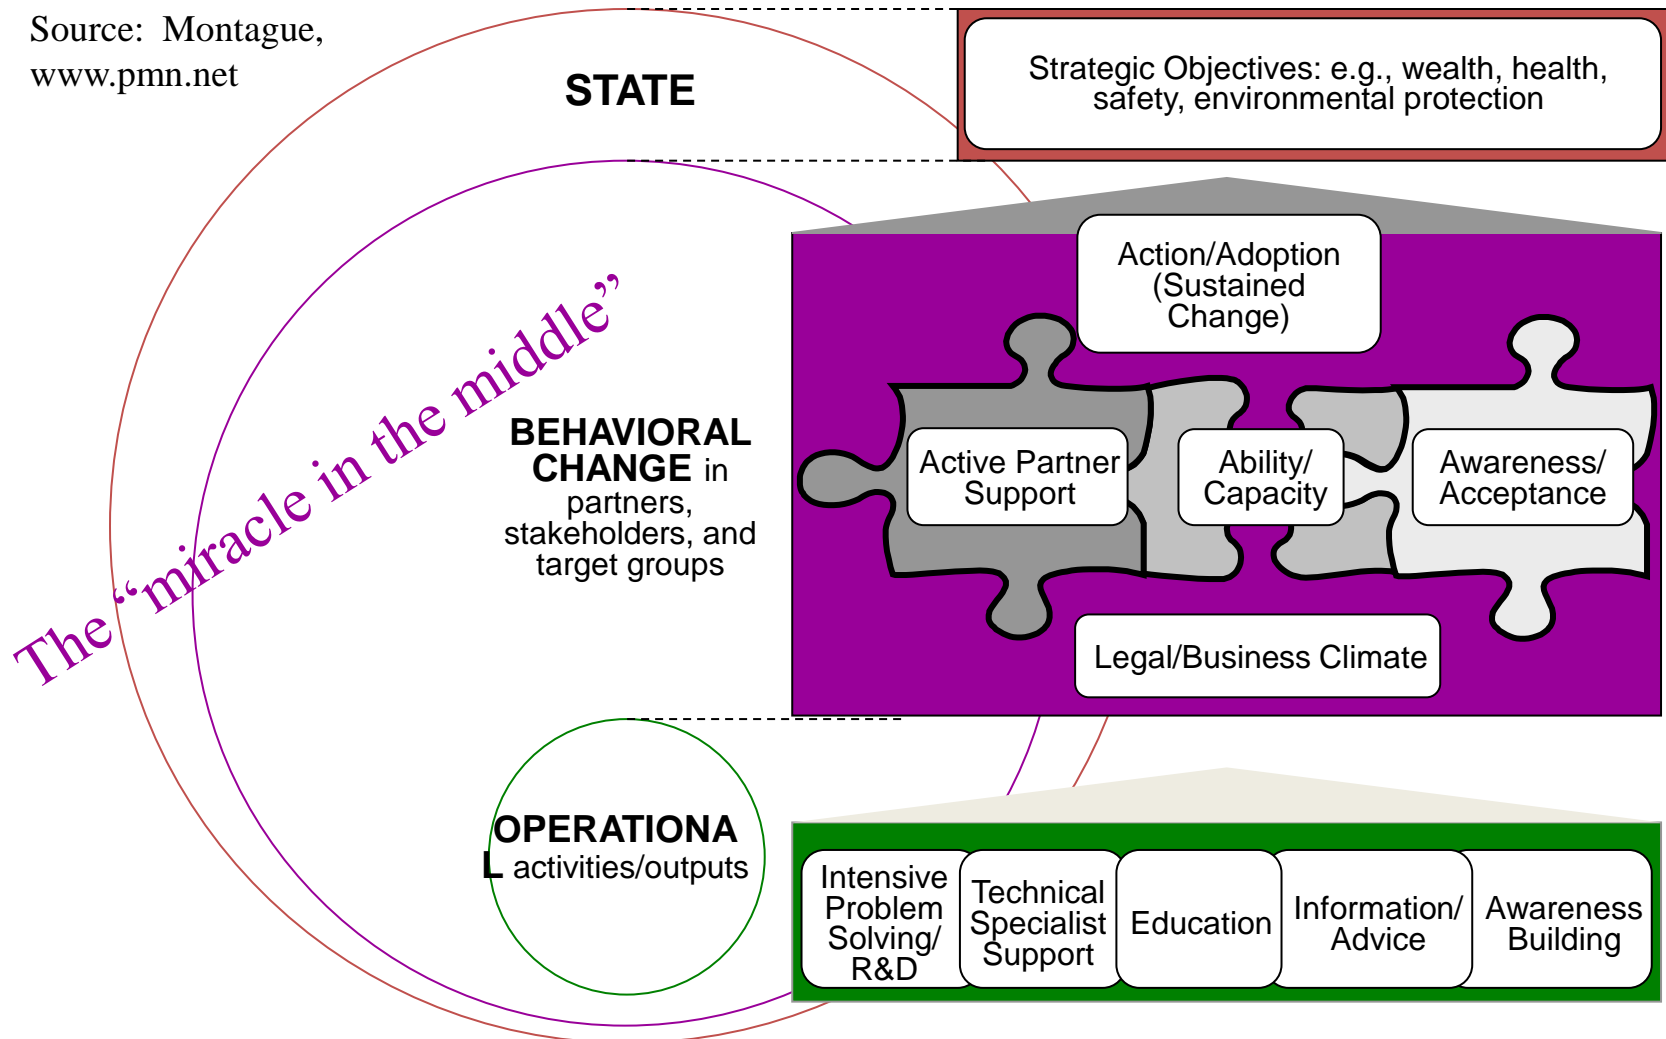 Source: Montague,
www.pmn.net
STATE
Strategic Objectives: e.g., wealth, health,
safety, environmental protection
The “miracle in the middle”
BEHAVIORAL
CHANGE in
partners,
stakeholders, and
target groups
Action/Adoption
(Sustained
Change)
Active Partner
Support
Ability/
Capacity
Awareness/
Acceptance
Legal/Business Climate
OPERATIONA
L activities/outputs
Intensive
Problem
Solving/
R&D
Technical
Specialist
Support
Education
Information/
Advice
Awareness
Building